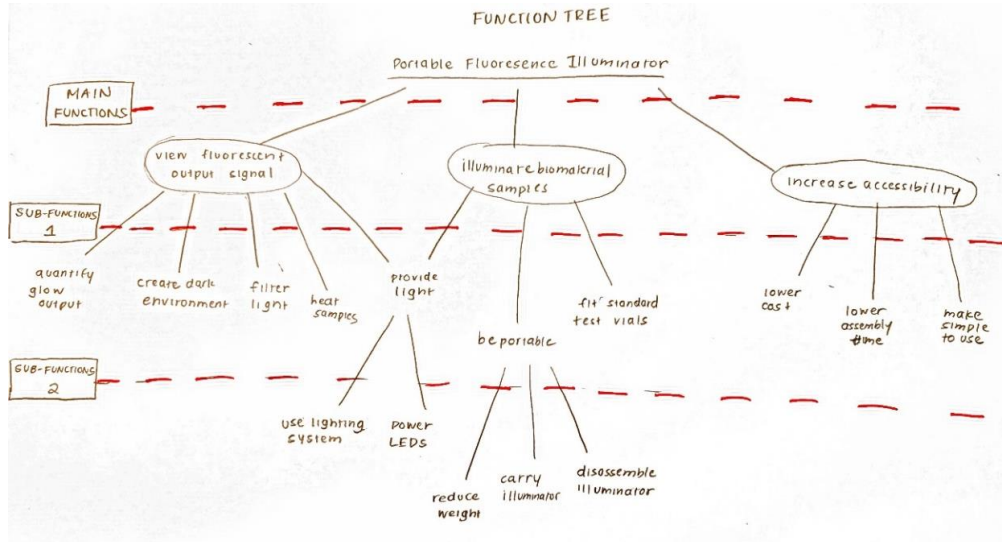 FUNCTION TREE
Portable Fluoresence Illuminator
MAIN
FUNCTIONS
view fluorescent
output signal
illuminate biomaterial
samples
increase accessibility
SUB-FUNCTIONS
1
quantify
glow
output
create dark
environment
filter
light
heat
samples
provide
light
be portable
fit standard
test vials
lower
cost
lower
assembly
time
make
simple
to use
SUB-FUNCTIONS
2
use lighting
system
power
LEDs
reduce
weight
carry
illuminator
disassemble
illuminator